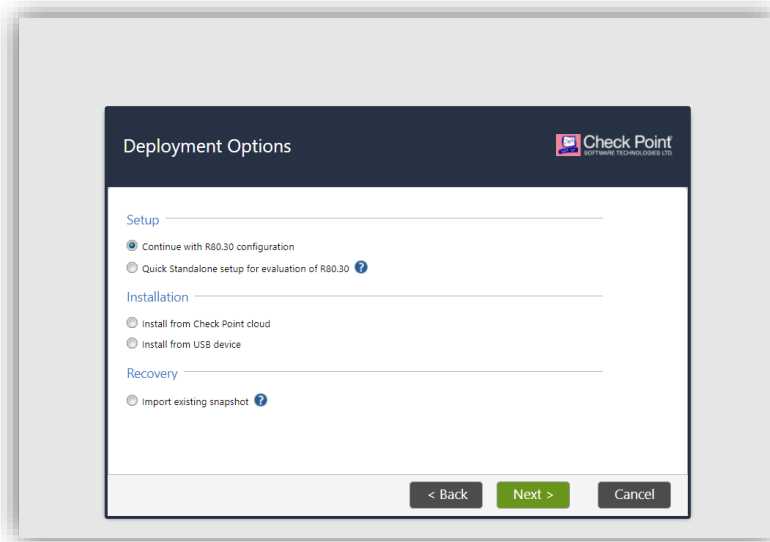 Deployment Options
Check Point
SOFTWARE TECHNOLOGIES LTD.
Setup
Continue with R80.30 configuration
Quick Standalone setup for evaluation of R80.30 ?
Installation
Install from Check Point cloud
Install from USB device
Recovery
Import existing snapshot ?
< Back Next > Cancel